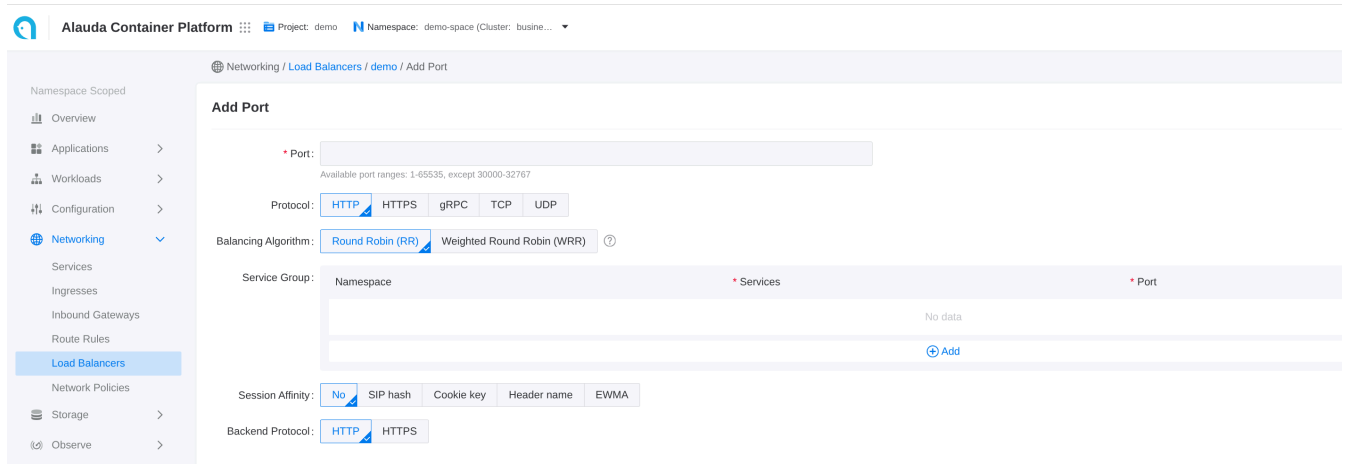 Alauda Container Platform Project: demo Namespace: demo-space (Cluster: busine...
Networking / Load Balancers / demo / Add Port
Namespace Scoped
Overview
Applications
Workloads
Configuration
Networking
Services
Ingresses
Inbound Gateways
Route Rules
Load Balancers
Network Policies
Storage
Observe
Add Port
* Port:
Available port ranges: 1-65535, except 30000-32767
Protocol: HTTP HTTPS gRPC TCP UDP
Balancing Algorithm: Round Robin (RR) Weighted Round Robin (WRR) ?
Service Group: Namespace * Services * Port
No data
Add
Session Affinity: No SIP hash Cookie key Header name EWMA
Backend Protocol: HTTP HTTPS